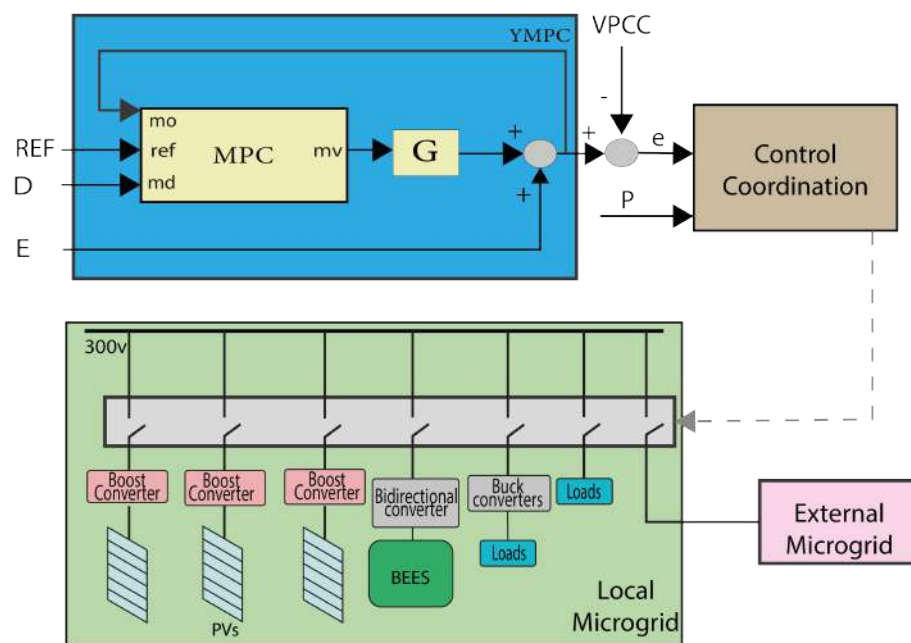 YMPC
VPCC
mo
REF
ref
MPC
mv
G
+
+
-
+
e
Control
Coordination
D
md
P
E
300v
Boost
Converter
Boost
Converter
Boost
Converter
Bidirectional
converter
Buck
converters
Loads
Loads
BEES
PVs
Local
Microgrid
External
Microgrid